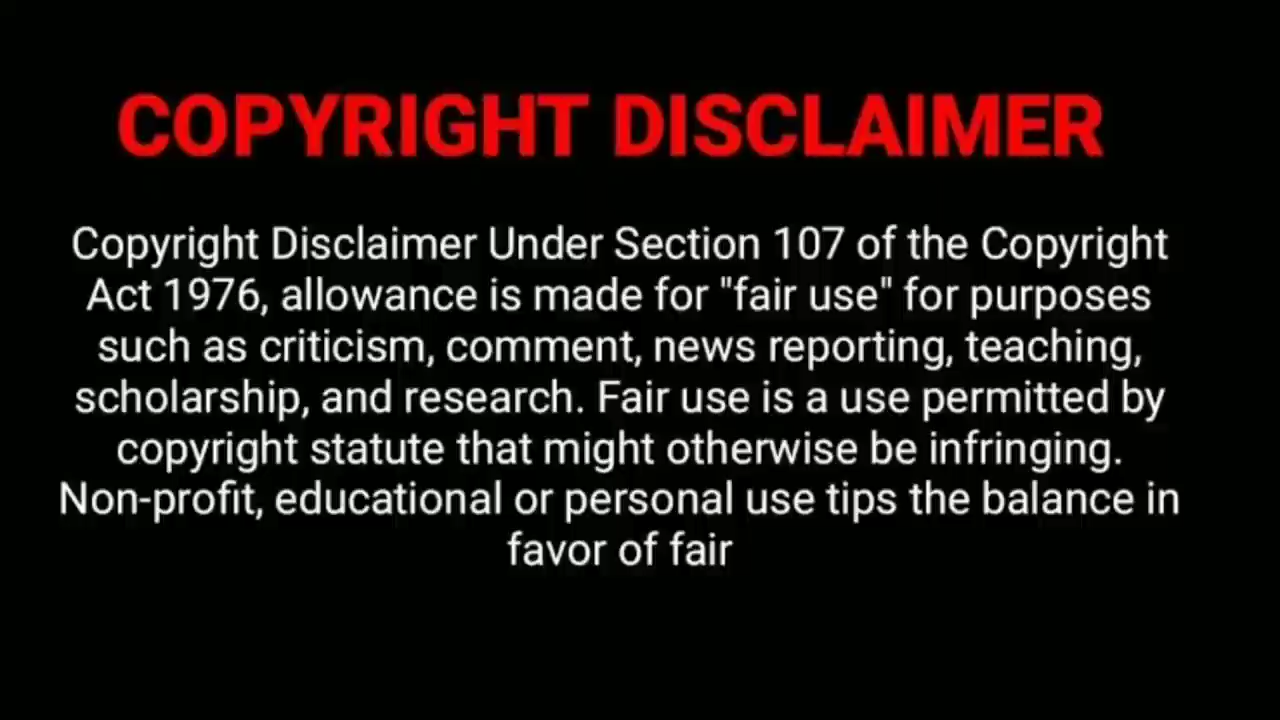 COPYRIGHT DISCLAIMER
Copyright Disclaimer Under Section 107 of the Copyright
Act 1976, allowance is made for "fair use" for purposes
such as criticism, comment, news reporting, teaching,
scholarship, and research. Fair use is a use permitted by
copyright statute that might otherwise be infringing.
Non-profit, educational or personal use tips the balance in
favor of fair